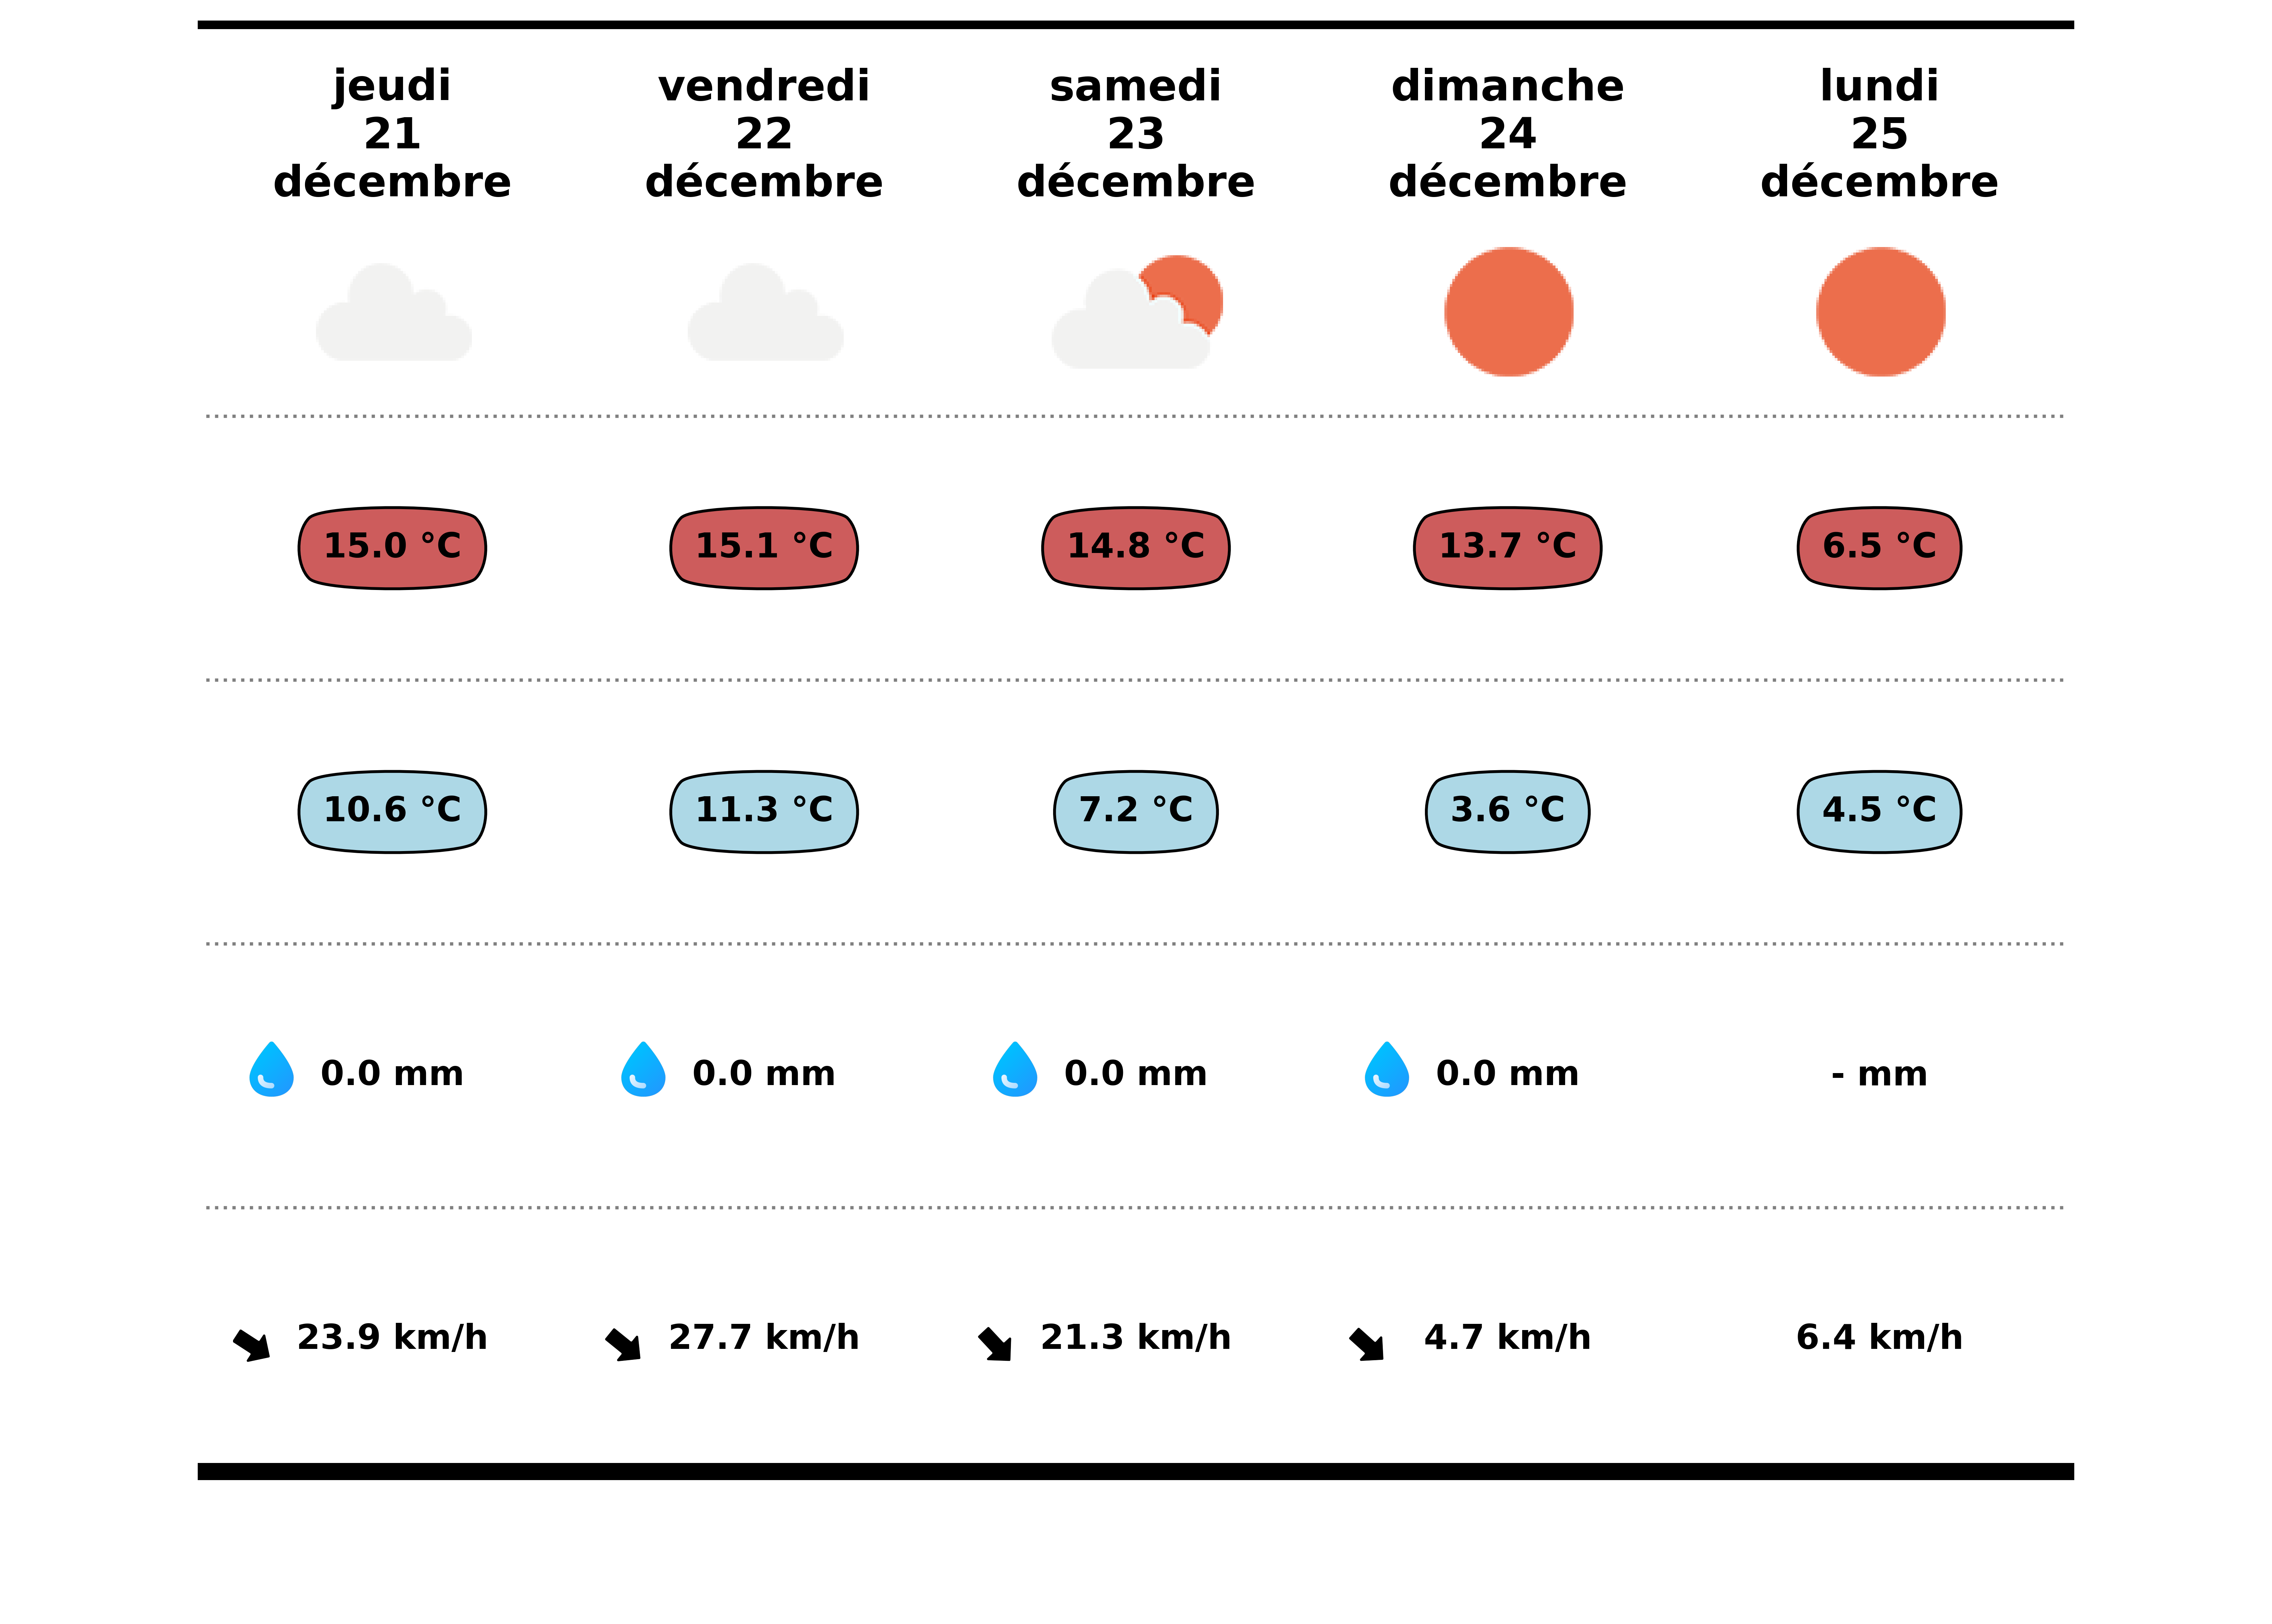 jeudi
21
décembre
vendredi
22
décembre
samedi
23
décembre
dimanche
24
décembre
lundi
25
décembre
15.0 °C
15.1 °C
14.8 °C
13.7 °C
6.5 °C
10.6 °C
11.3 °C
7.2 °C
3.6 °C
4.5 °C
0.0 mm
0.0 mm
0.0 mm
0.0 mm
- mm
23.9 km/h
27.7 km/h
21.3 km/h
4.7 km/h
6.4 km/h